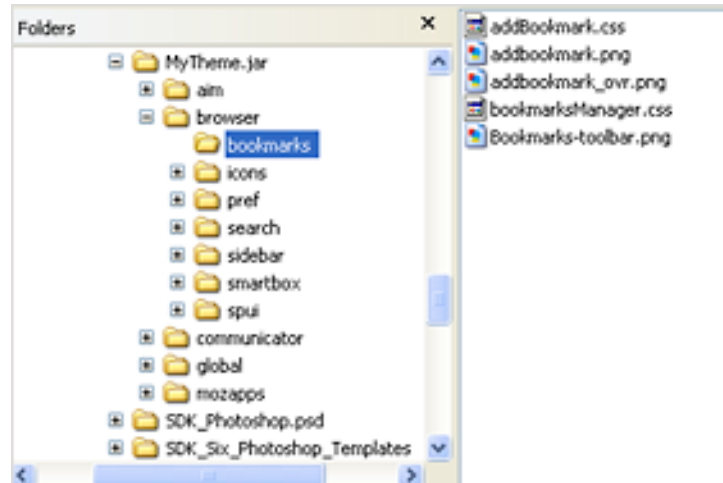 Folders
MyTheme.jar
aim
browser
bookmarks
icons
pref
search
sidebar
smartbox
spui
communicator
global
mozapps
SDK_Photoshop.psd
SDK_Six_Photoshop_Templates
addBookmark.css
addbookmark.png
addbookmark_ovr.png
bookmarksManager.css
Bookmarks-toolbar.png